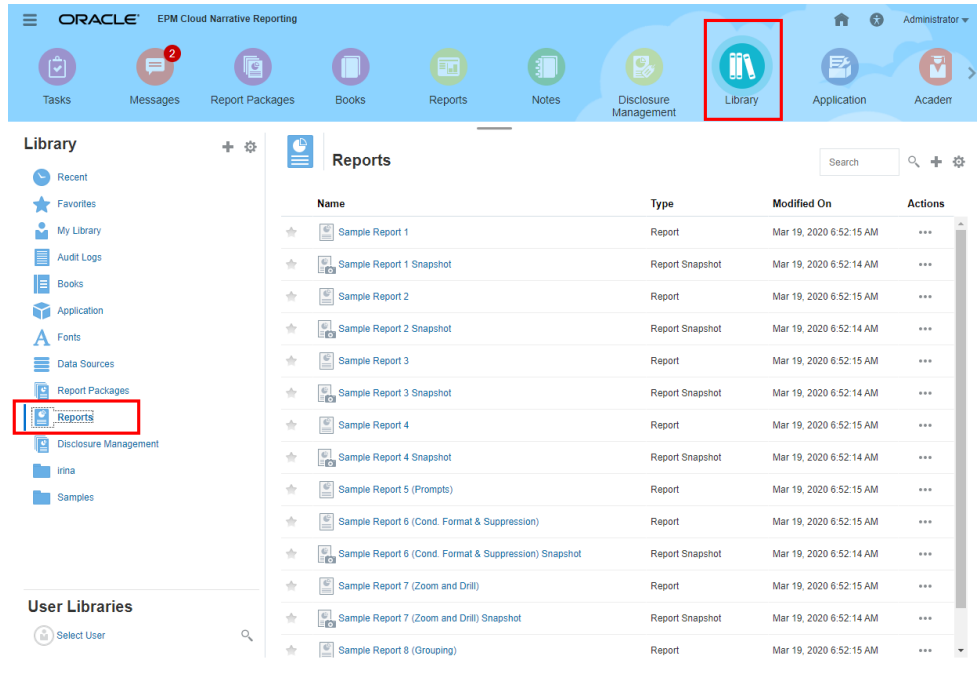 ORACLE® EPM Cloud Narrative Reporting Administrator
2
Tasks Messages Report Packages Books Reports Notes Disclosure Management Library Application Academ
Library
Recent
Favorites
My Library
Audit Logs
Books
Application
Fonts
Data Sources
Report Packages
Reports
Disclosure Management
irina
Samples
User Libraries
Select User
Reports Search
Name Type Modified On Actions
Sample Report 1 Report Mar 19, 2020 6:52:15 AM
Sample Report 1 Snapshot Report Snapshot Mar 19, 2020 6:52:14 AM
Sample Report 2 Report Mar 19, 2020 6:52:15 AM
Sample Report 2 Snapshot Report Snapshot Mar 19, 2020 6:52:14 AM
Sample Report 3 Report Mar 19, 2020 6:52:15 AM
Sample Report 3 Snapshot Report Snapshot Mar 19, 2020 6:52:14 AM
Sample Report 4 Report Mar 19, 2020 6:52:14 AM
Sample Report 4 Snapshot Report Snapshot Mar 19, 2020 6:52:14 AM
Sample Report 5 (Prompts) Report Mar 19, 2020 6:52:15 AM
Sample Report 6 (Cond. Format & Suppression) Report Mar 19, 2020 6:52:14 AM
Sample Report 6 (Cond. Format & Suppression) Snapshot Report Snapshot Mar 19, 2020 6:52:14 AM
Sample Report 7 (Zoom and Drill) Report Mar 19, 2020 6:52:15 AM
Sample Report 7 (Zoom and Drill) Snapshot Report Snapshot Mar 19, 2020 6:52:14 AM
Sample Report 8 (Grouping) Report Mar 19, 2020 6:52:15 AM